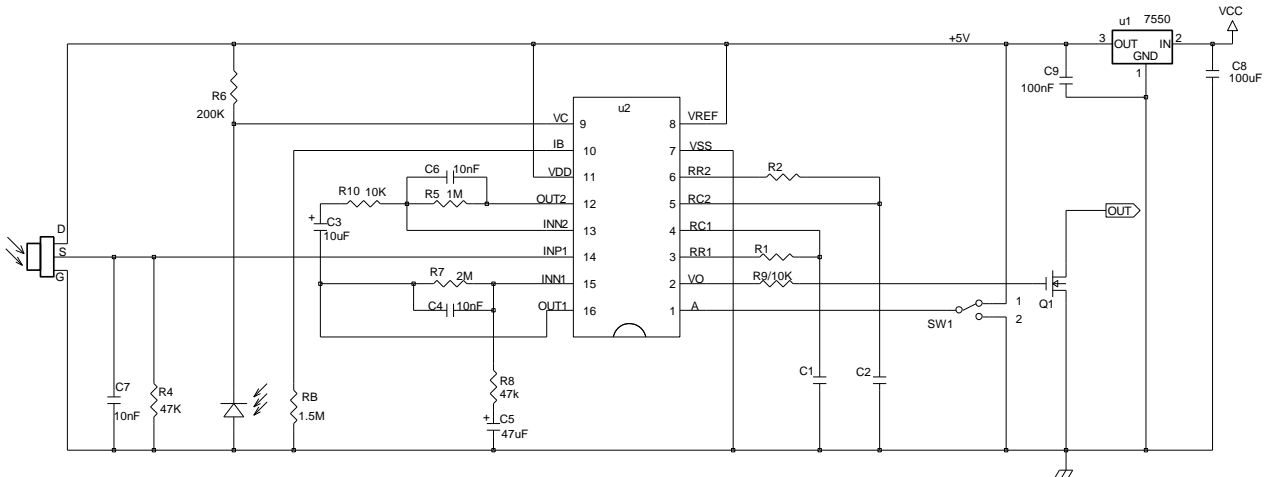 VCC
u1 7550
+5V
3 OUT IN 2
GND
1
C9
100nF
C8
100uF
R6
200K
u2
VC 9
8 VREF
IB 10
7 VSS
VDD 11
6 RR2
R2
OUT2 12
5 RC2
INN2 13
4 RC1
INP1 14
3 RR1
R1
INN1 15
2 VO
R9/10K
OUT1 16
1 A
C6 10nF
R10 10K
R5 1M
+
C3
10uF
R7 2M
C4 10nF
D
S
G
OUT
Q1
SW1
1
2
C7
10nF
R4
47K
RB
1.5M
R8
47k
+
C5
47uF
C1
C2